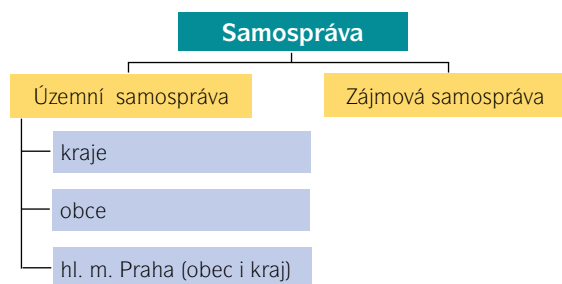 Samospráva
Územní samospráva
Zájmová samospráva
kraje
obce
hl. m. Praha (obec i kraj)